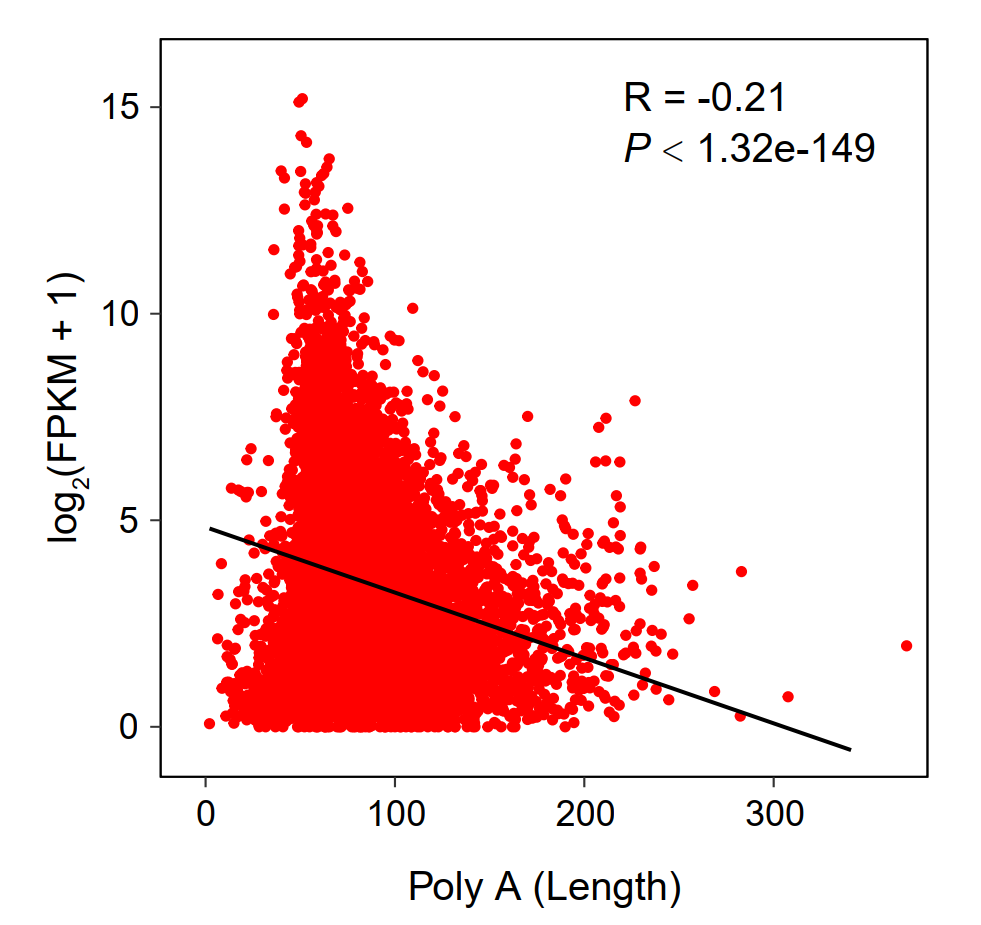 R = -0.21
P < 1.32e-149
15
10
5
0
log₂(FPKM + 1)
0 100 200 300
Poly A (Length)